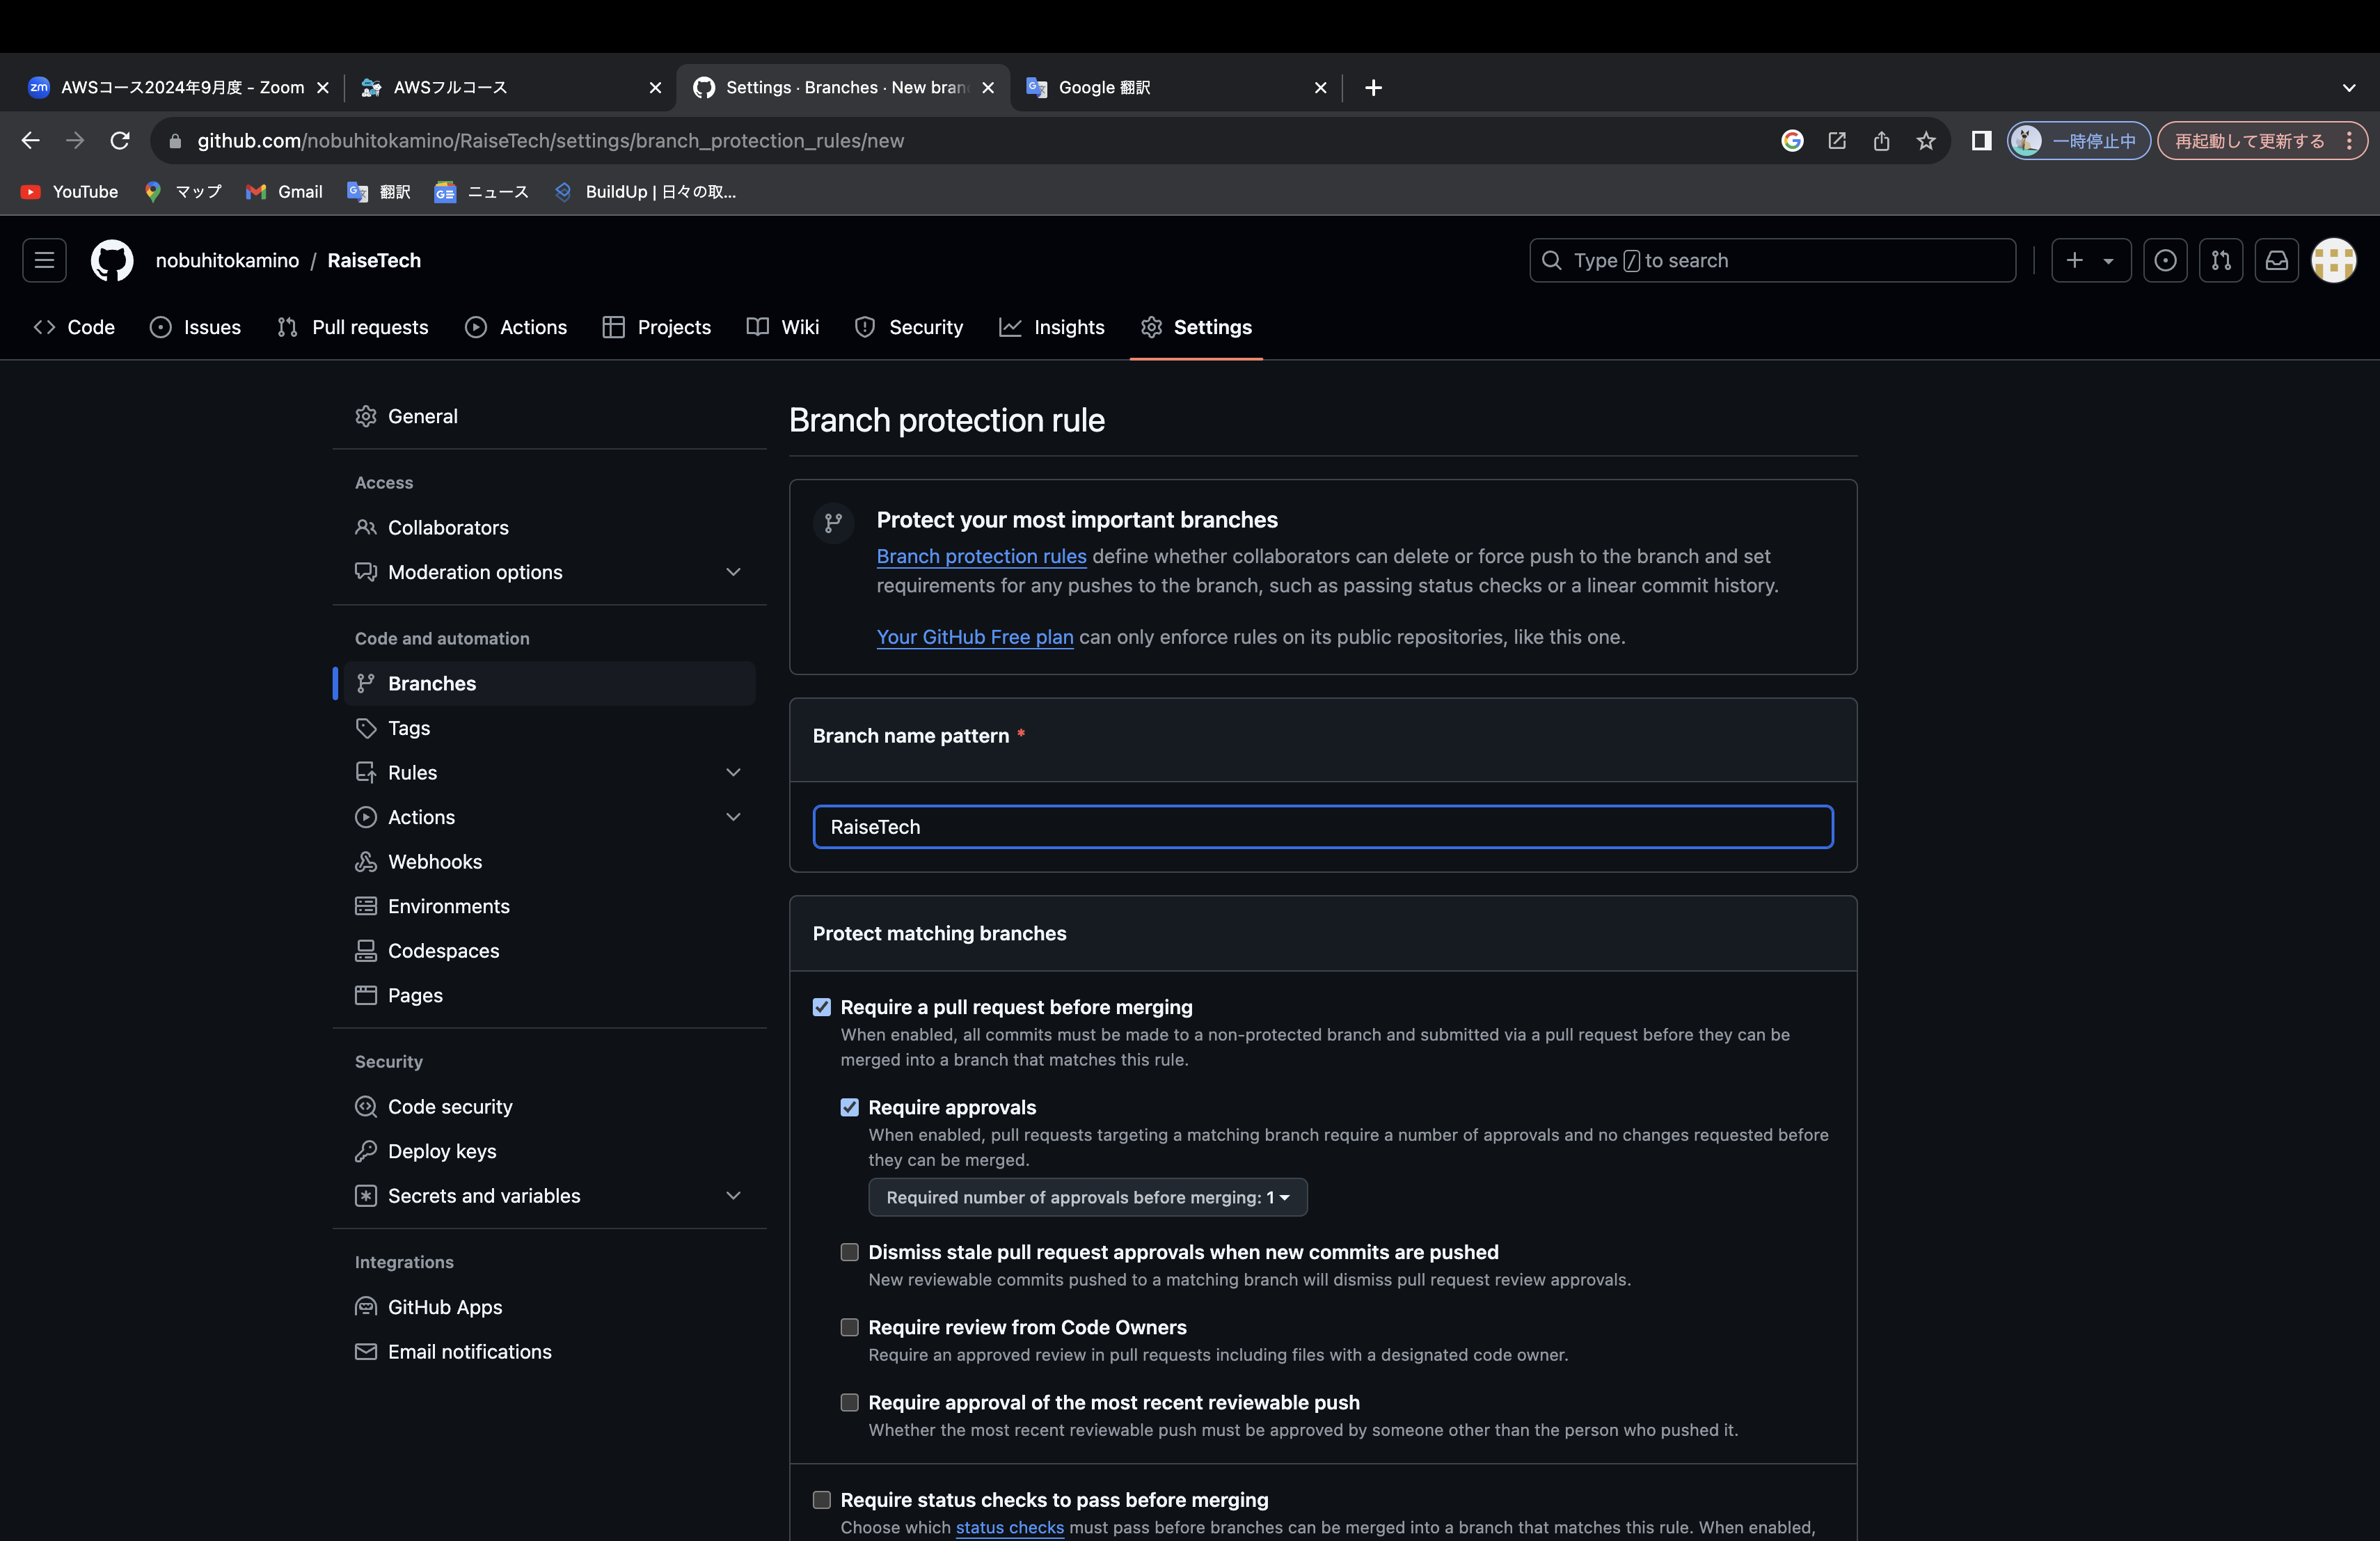 AWSコース2024年9月度 - Zoom
AWSフルコース
Settings · Branches · New bran
Google 翻訳
github.com/nobuhitokamino/RaiseTech/settings/branch_protection_rules/new
一時停止中
再起動して更新する
YouTube
マップ
Gmail
翻訳
ニュース
BuildUp | 日々の取...
nobuhitokamino / RaiseTech
Type / to search
Code
Issues
Pull requests
Actions
Projects
Wiki
Security
Insights
Settings
General
Access
Collaborators
Moderation options
Code and automation
Branches
Tags
Rules
Actions
Webhooks
Environments
Codespaces
Pages
Security
Code security
Deploy keys
Secrets and variables
Integrations
GitHub Apps
Email notifications
Branch protection rule
Protect your most important branches
Branch protection rules define whether collaborators can delete or force push to the branch and set
requirements for any pushes to the branch, such as passing status checks or a linear commit history.
Your GitHub Free plan can only enforce rules on its public repositories, like this one.
Branch name pattern *
RaiseTech
Protect matching branches
Require a pull request before merging
When enabled, all commits must be made to a non-protected branch and submitted via a pull request before they can be
merged into a branch that matches this rule.
Require approvals
When enabled, pull requests targeting a matching branch require a number of approvals and no changes requested before
they can be merged.
Required number of approvals before merging: 1
Dismiss stale pull request approvals when new commits are pushed
New reviewable commits pushed to a matching branch will dismiss pull request review approvals.
Require review from Code Owners
Require an approved review in pull requests including files with a designated code owner.
Require approval of the most recent reviewable push
Whether the most recent reviewable push must be approved by someone other than the person who pushed it.
Require status checks to pass before merging
Choose which status checks must pass before branches can be merged into a branch that matches this rule. When enabled,